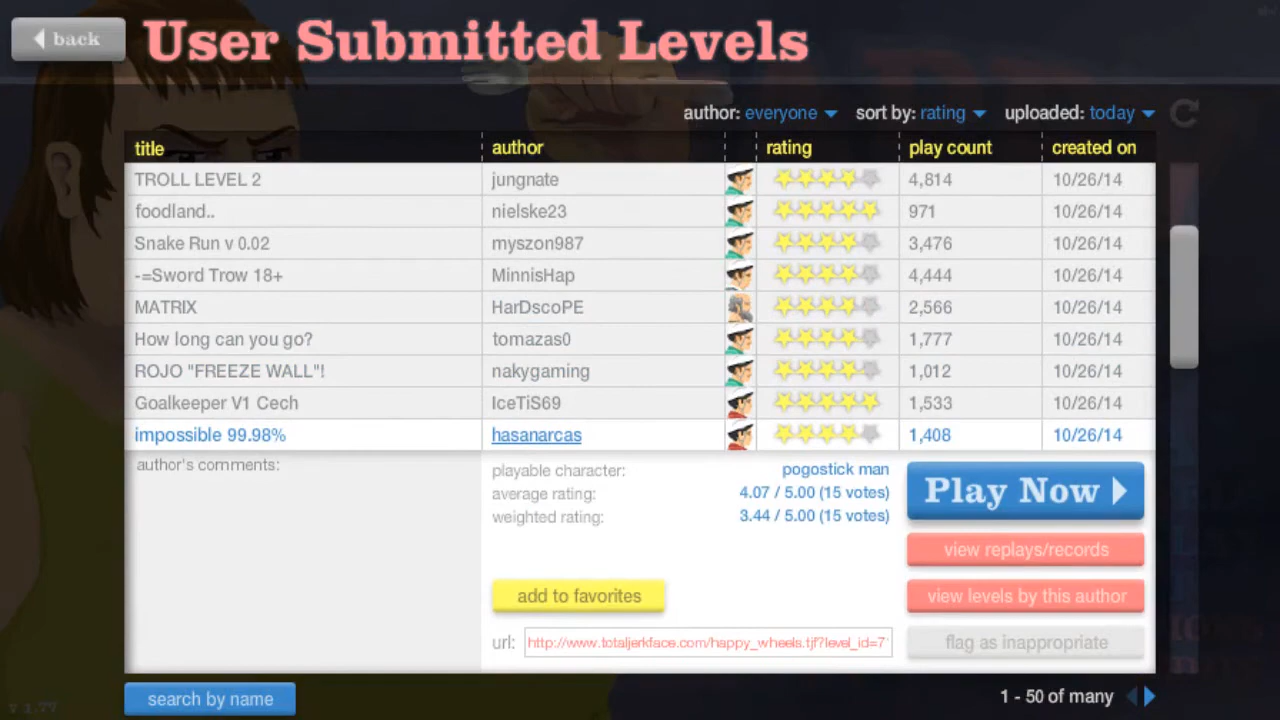 back
User Submitted Levels
author: everyone sort by: rating uploaded: today
title author rating play count created on
TROLL LEVEL 2 jungnate 4,814 10/26/14
foodland.. nielske23 971 10/26/14
Snake Run v 0.02 myszon987 3,476 10/26/14
-=Sword Trow 18+ MinnisHap 4,444 10/26/14
MATRIX HarDscoPE 2,566 10/26/14
How long can you go? tomazas0 1,777 10/26/14
ROJO "FREEZE WALL"! nakygaming 1,012 10/26/14
Goalkeeper V1 Cech IceTiS69 1,533 10/26/14
impossible 99.98% hasanarcas 1,408 10/26/14
author's comments:
playable character: pogostick man
average rating: 4.07 / 5.00 (15 votes)
weighted rating: 3.44 / 5.00 (15 votes)
Play Now
view replays/records
add to favorites
view levels by this author
url: http://www.totaljerkface.com/happy_wheels.tjf?level_id=7
flag as inappropriate
search by name
1 - 50 of many
v 1.77